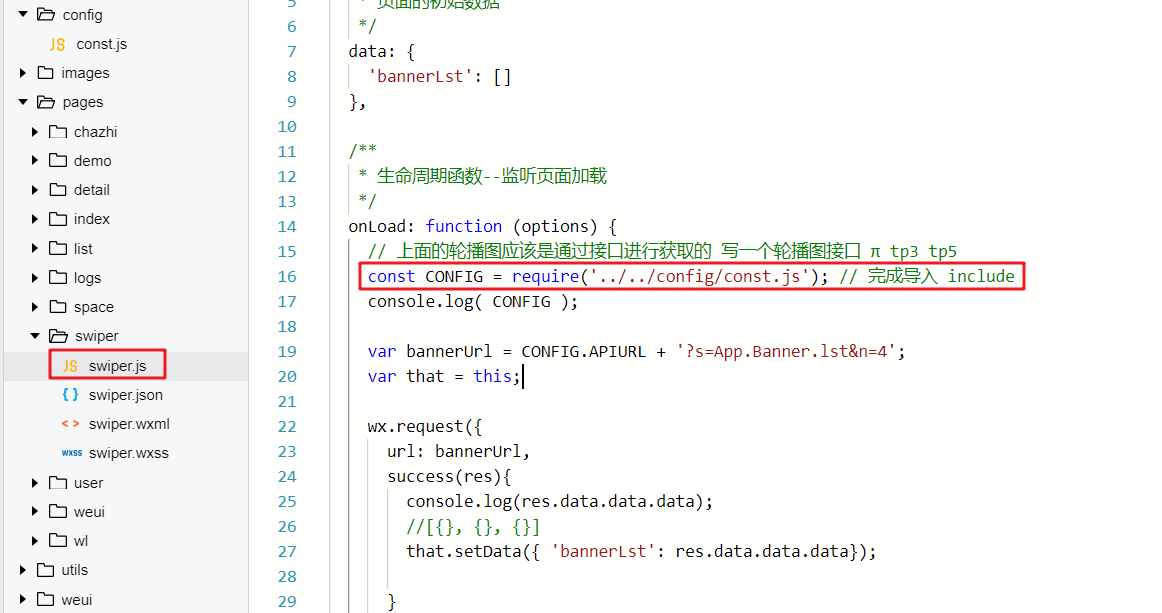 config
JS const.js
images
pages
chazhi
demo
detail
index
list
logs
space
swiper
JS swiper.js
{ } swiper.json
< > swiper.wxml
wxss swiper.wxss
user
weui
wl
utils
weui
5 * 页面的初始数据
6 */
7 data: {
8 'bannerLst': []
9 },
10
11 /**
12 * 生命周期函数--监听页面加载
13 */
14 onLoad: function (options) {
15 // 上面的轮播图应该是通过接口进行获取的 写一个轮播图接口 π tp3 tp5
16 const CONFIG = require('../../config/const.js'); // 完成导入 include
17 console.log( CONFIG );
18
19 var bannerUrl = CONFIG.APIURL + '?s=App.Banner.lst&n=4';
20 var that = this;
21
22 wx.request({
23 url: bannerUrl,
24 success(res){
25 console.log(res.data.data.data);
26 //[{}, {}, {}]
27 that.setData({ 'bannerLst': res.data.data.data});
28
29 }